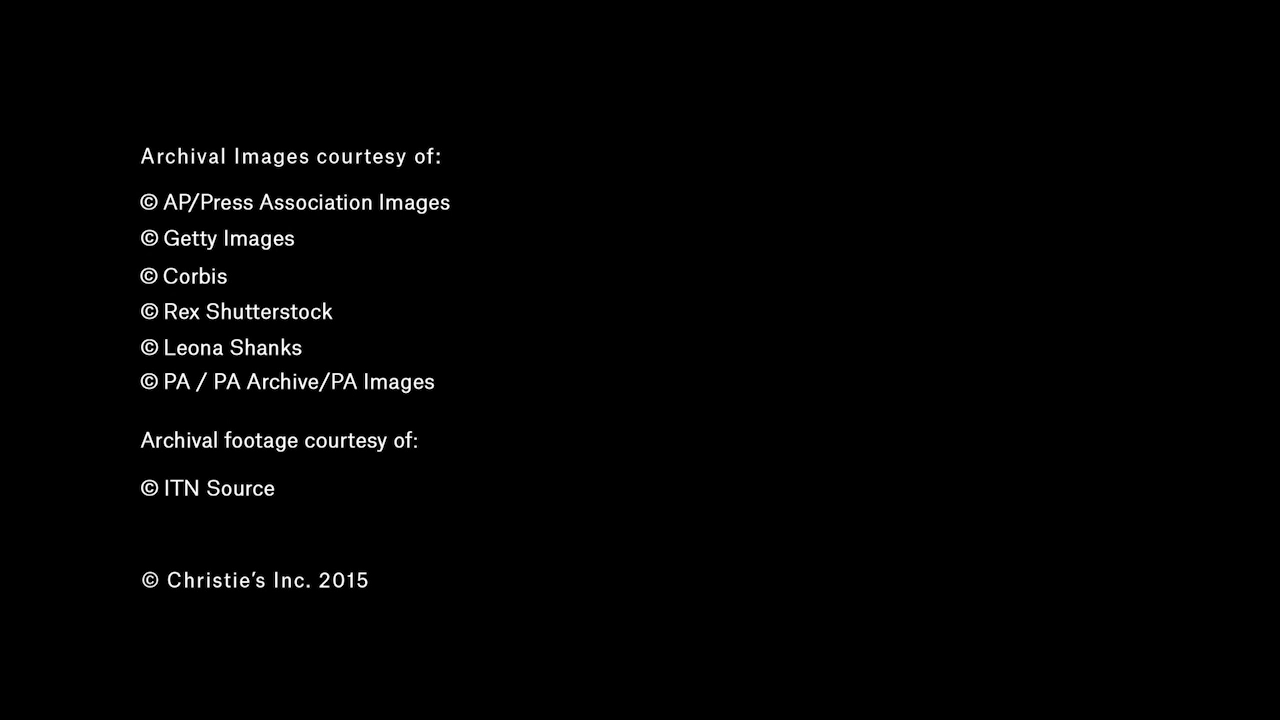 Archival Images courtesy of:
© AP/Press Association Images
© Getty Images
© Corbis
© Rex Shutterstock
© Leona Shanks
© PA / PA Archive/PA Images
Archival footage courtesy of:
© ITN Source
© Christie’s Inc. 2015